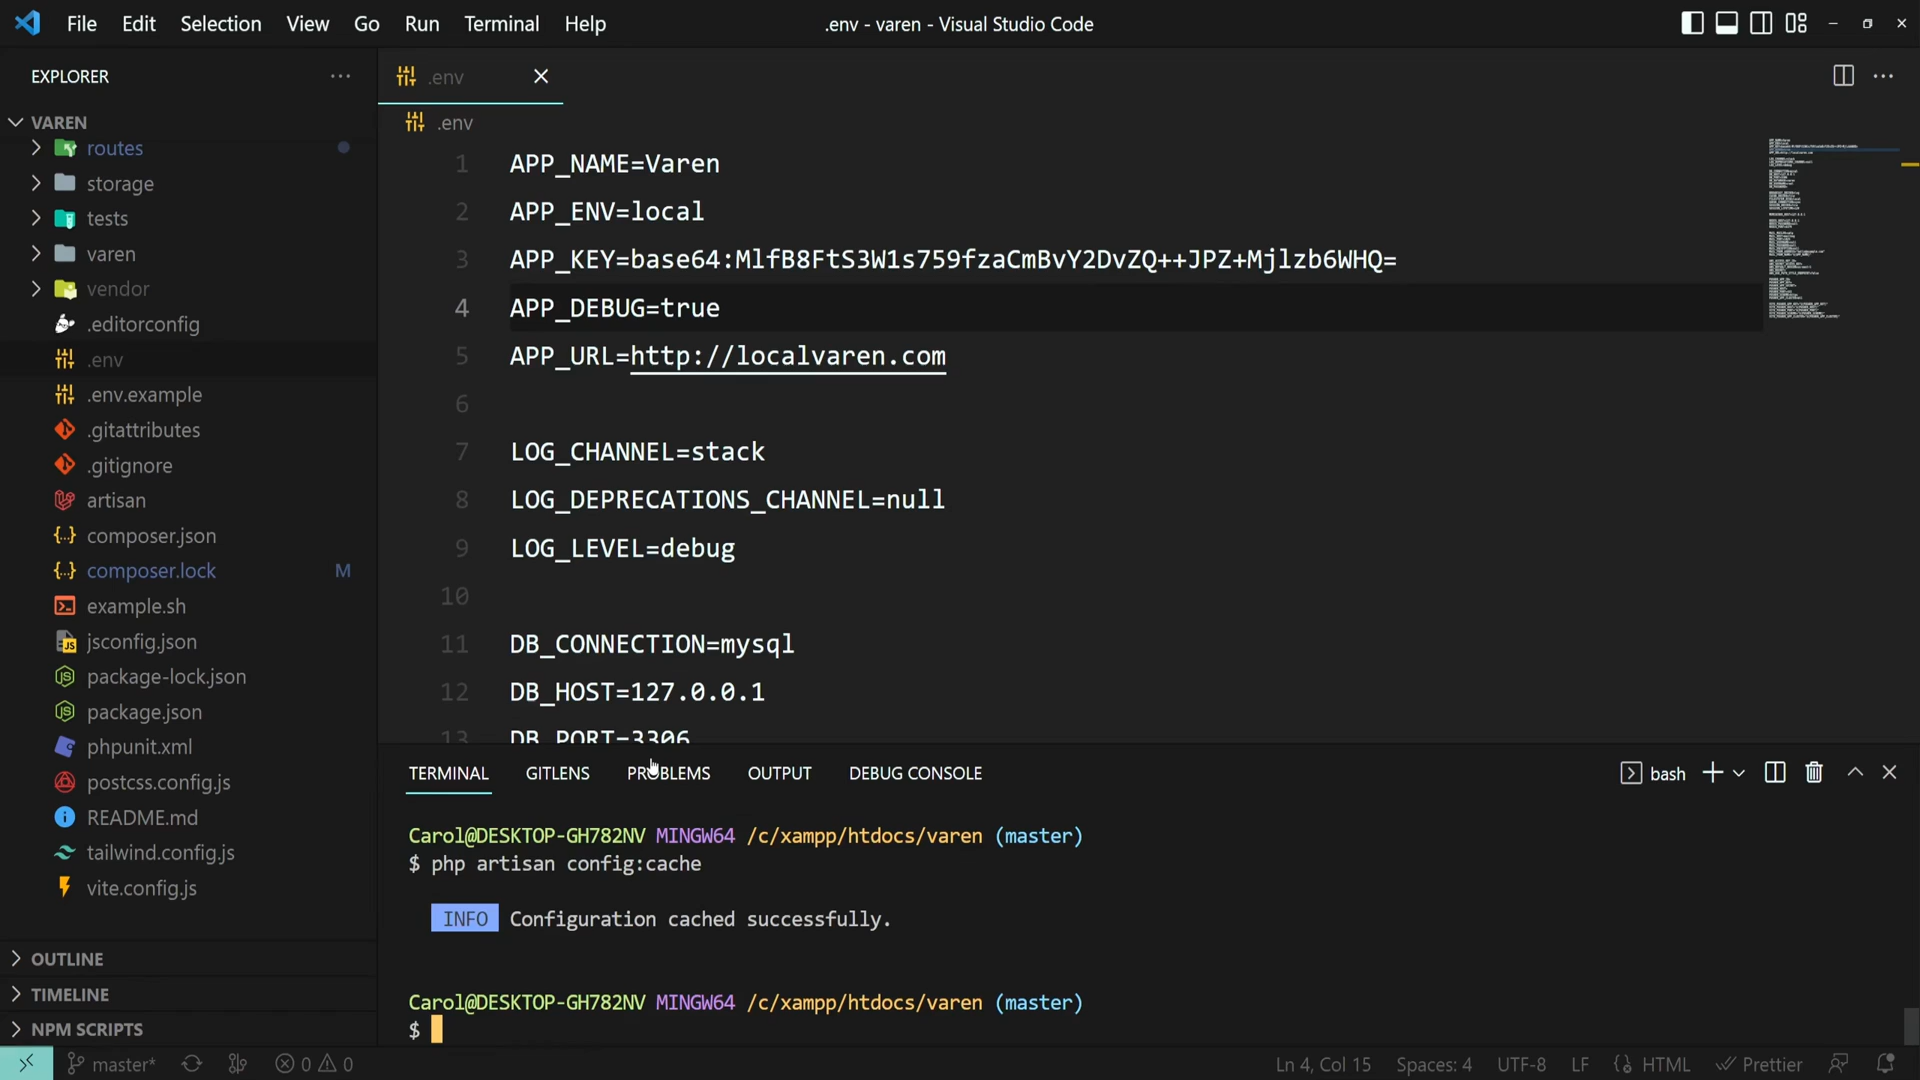 File Edit Selection View Go Run Terminal Help .env - varen - Visual Studio Code
EXPLORER
.env
VAREN
.env
routes
storage
tests
varen
vendor
.editorconfig
.env
.env.example
.gitattributes
.gitignore
artisan
composer.json
composer.lock M
example.sh
jsconfig.json
package-lock.json
package.json
phpunit.xml
postcss.config.js
README.md
tailwind.config.js
vite.config.js
OUTLINE
TIMELINE
NPM SCRIPTS
1 APP_NAME=Varen
2 APP_ENV=local
3 APP_KEY=base64:MlfB8FtS3W1s759fzaCmBvY2DvZQ++JPZ+Mjlzb6WHQ=
4 APP_DEBUG=true
5 APP_URL=http://localvaren.com
6
7 LOG_CHANNEL=stack
8 LOG_DEPRECATIONS_CHANNEL=null
9 LOG_LEVEL=debug
10
11 DB_CONNECTION=mysql
12 DB_HOST=127.0.0.1
13 DB_PORT=3306
TERMINAL GITLENS PROBLEMS OUTPUT DEBUG CONSOLE bash
Carol@DESKTOP-GH782NV MINGW64 /c/xampp/htdocs/varen (master)
$ php artisan config:cache
INFO Configuration cached successfully.
Carol@DESKTOP-GH782NV MINGW64 /c/xampp/htdocs/varen (master)
$
master* 0 0 Ln 4, Col 15 Spaces: 4 UTF-8 LF HTML Prettier